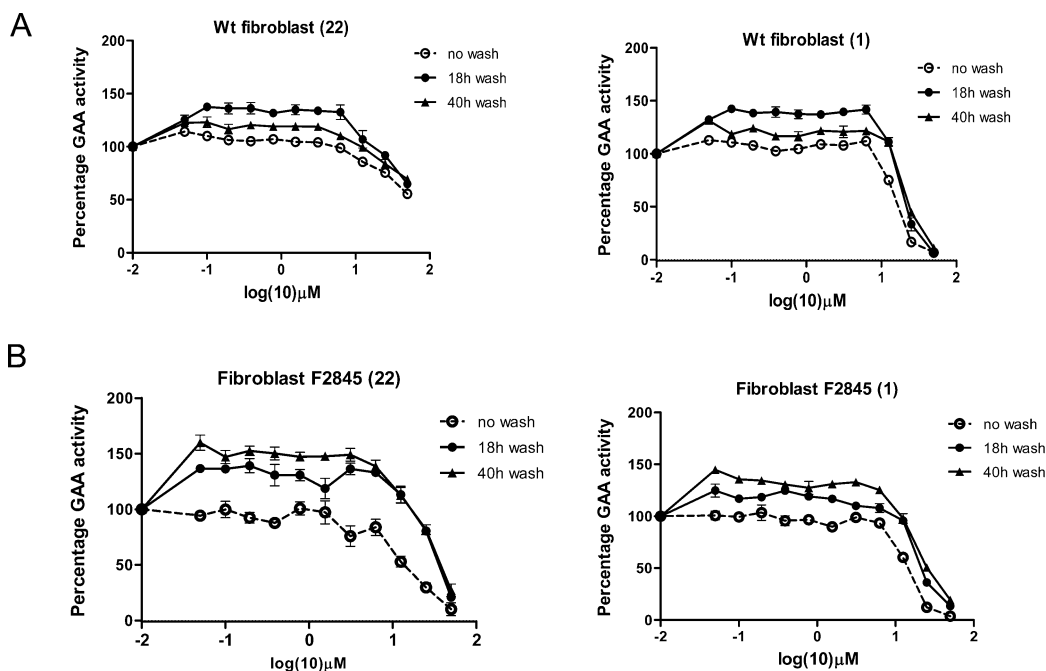 A
Wt fibroblast (22)
Percentage GAA activity
200
150
100
50
0
-2
-1
0
1
2
log(10)μM
no wash
18h wash
40h wash
Wt fibroblast (1)
Percentage GAA activity
200
150
100
50
0
-2
-1
0
1
2
log(10)μM
no wash
18h wash
40h wash
B
Fibroblast F2845 (22)
Percentage GAA activity
200
150
100
50
0
-2
-1
0
1
2
log(10)μM
no wash
18h wash
40h wash
Fibroblast F2845 (1)
Percentage GAA activity
200
150
100
50
0
-2
-1
0
1
2
log(10)μM
no wash
18h wash
40h wash